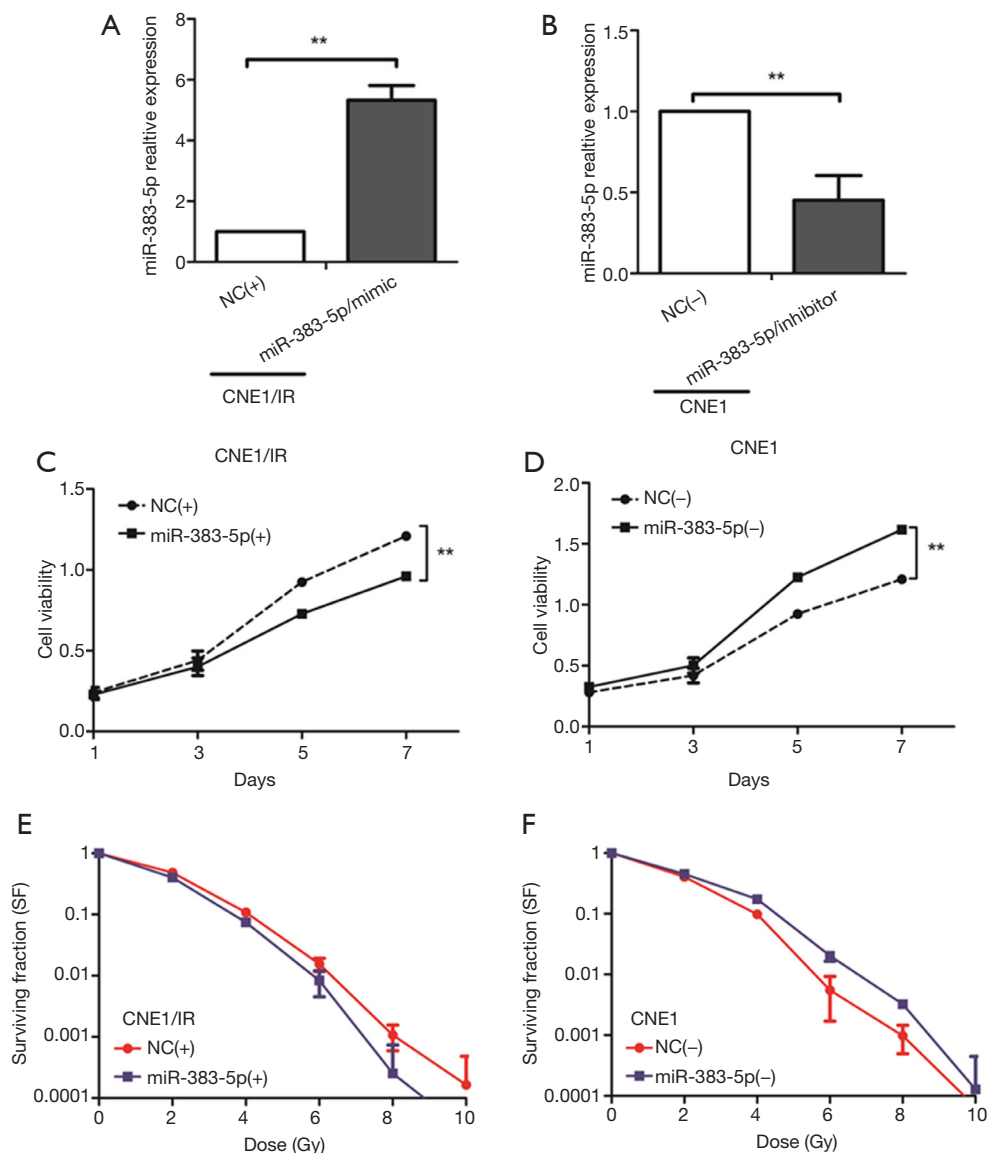 A
miR-383-5p realtive expression
8
6
4
2
0
**
NC(+)
miR-383-5p/mimic
CNE1/IR
B
miR-383-5p realtive expression
1.5
1.0
0.5
0.0
**
NC(–)
miR-383-5p/inhibitor
CNE1
C
CNE1/IR
Cell viability
1.5
1.0
0.5
0.0
NC(+)
miR-383-5p(+)
**
1 3 5 7
Days
D
CNE1
Cell viability
2.0
1.5
1.0
0.5
0.0
NC(–)
miR-383-5p(–)
**
1 3 5 7
Days
E
Surviving fraction (SF)
1
0.1
0.01
0.001
0.0001
CNE1/IR
NC(+)
miR-383-5p(+)
0 2 4 6 8 10
Dose (Gy)
F
Surviving fraction (SF)
1
0.1
0.01
0.001
0.0001
CNE1
NC(–)
miR-383-5p(–)
0 2 4 6 8 10
Dose (Gy)